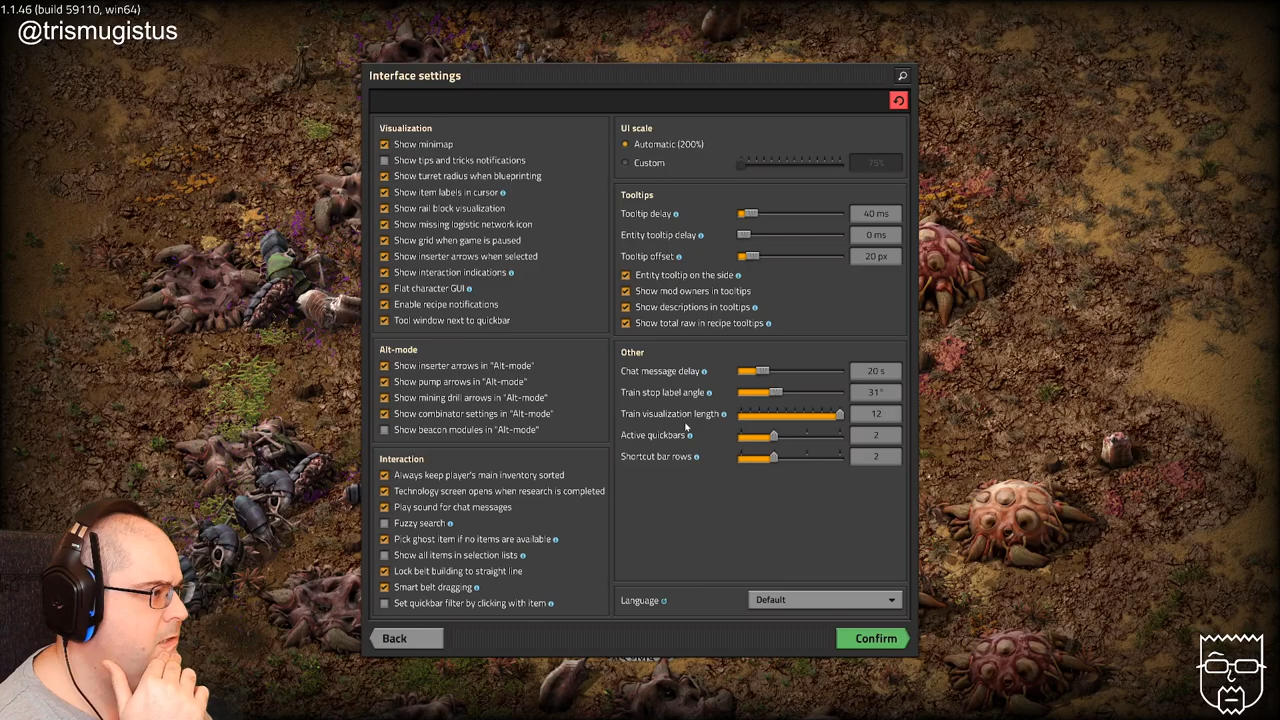 1.1.46 (build 59110, win64)
@trismugistus
Interface settings
Visualization
Show minimap
Show tips and tricks notifications
Show turret radius when blueprinting
Show item labels in cursor
Show rail block visualization
Show missing logistic network icon
Show grid when game is paused
Show inserter arrows when selected
Show interaction indications
Flat character GUI
Enable recipe notifications
Tool window next to quickbar
Alt-mode
Show inserter arrows in "Alt-mode"
Show pump arrows in "Alt-mode"
Show mining drill arrows in "Alt-mode"
Show combinator settings in "Alt-mode"
Show beacon modules in "Alt-mode"
Interaction
Always keep player's main inventory sorted
Technology screen opens when research is completed
Play sound for chat messages
Fuzzy search
Pick ghost item if no items are available
Show all items in selection lists
Lock belt building to straight line
Smart belt dragging
Set quickbar filter by clicking with item
UI scale
Automatic (200%)
Custom 75%
Tooltips
Tooltip delay 40 ms
Entity tooltip delay 0 ms
Tooltip offset 20 px
Entity tooltip on the side
Show mod owners in tooltips
Show descriptions in tooltips
Show total raw in recipe tooltips
Other
Chat message delay 20 s
Train stop label angle 31°
Train visualization length 12
Active quickbars 2
Shortcut bar rows 2
Language Default
Back
Confirm